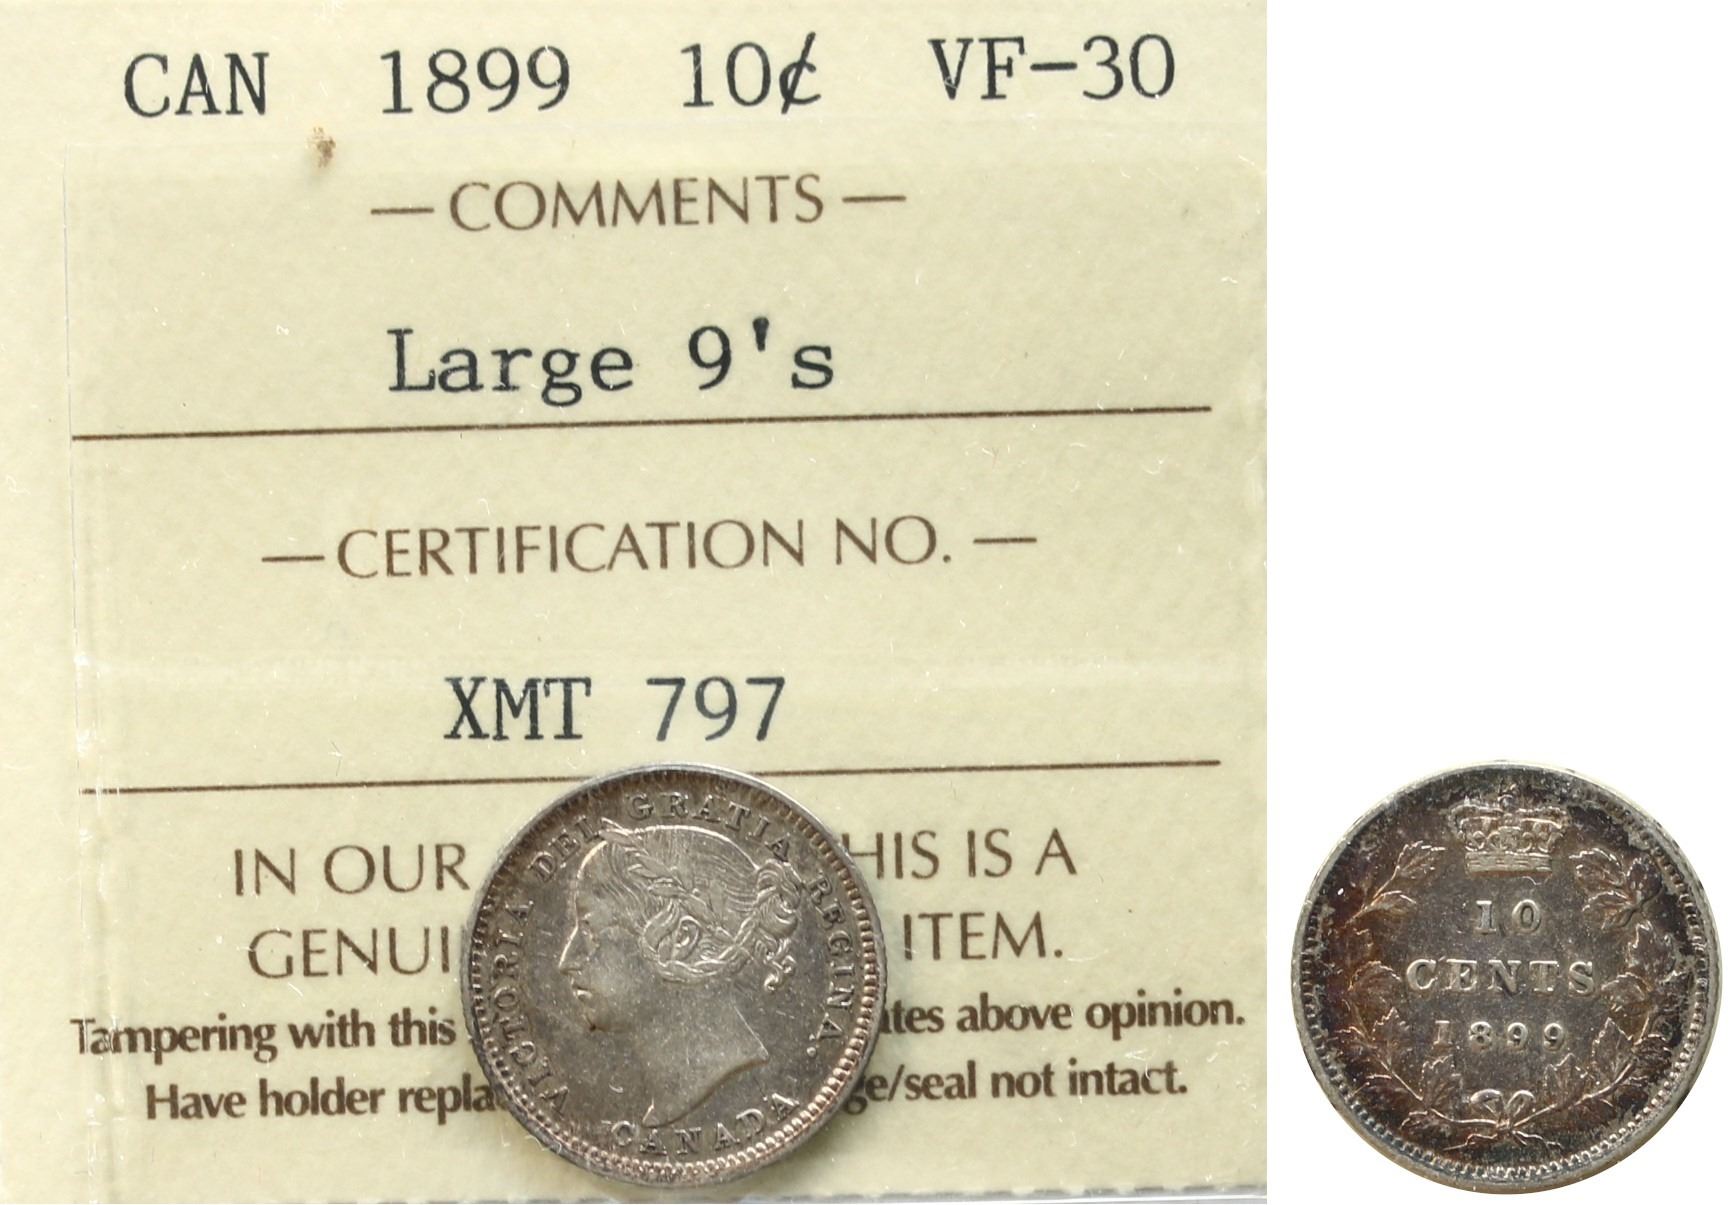 CAN 1899 10¢ VF-30
— COMMENTS —
Large 9's
— CERTIFICATION NO. —
XMT 797
IN OUR HIS IS A
GENUI ITEM.
Tampering with this ates above opinion.
Have holder repla ge/seal not intact.
VICTORIA DEI GRATIA REGINA.
CANADA
10
CENTS
1899